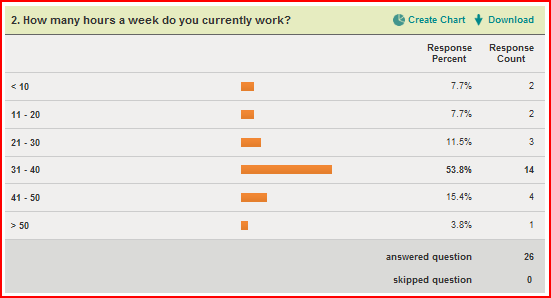 2. How many hours a week do you currently work? Create Chart Download
Response Percent Response Count
< 10 7.7% 2
11 - 20 7.7% 2
21 - 30 11.5% 3
31 - 40 53.8% 14
41 - 50 15.4% 4
> 50 3.8% 1
answered question 26
skipped question 0